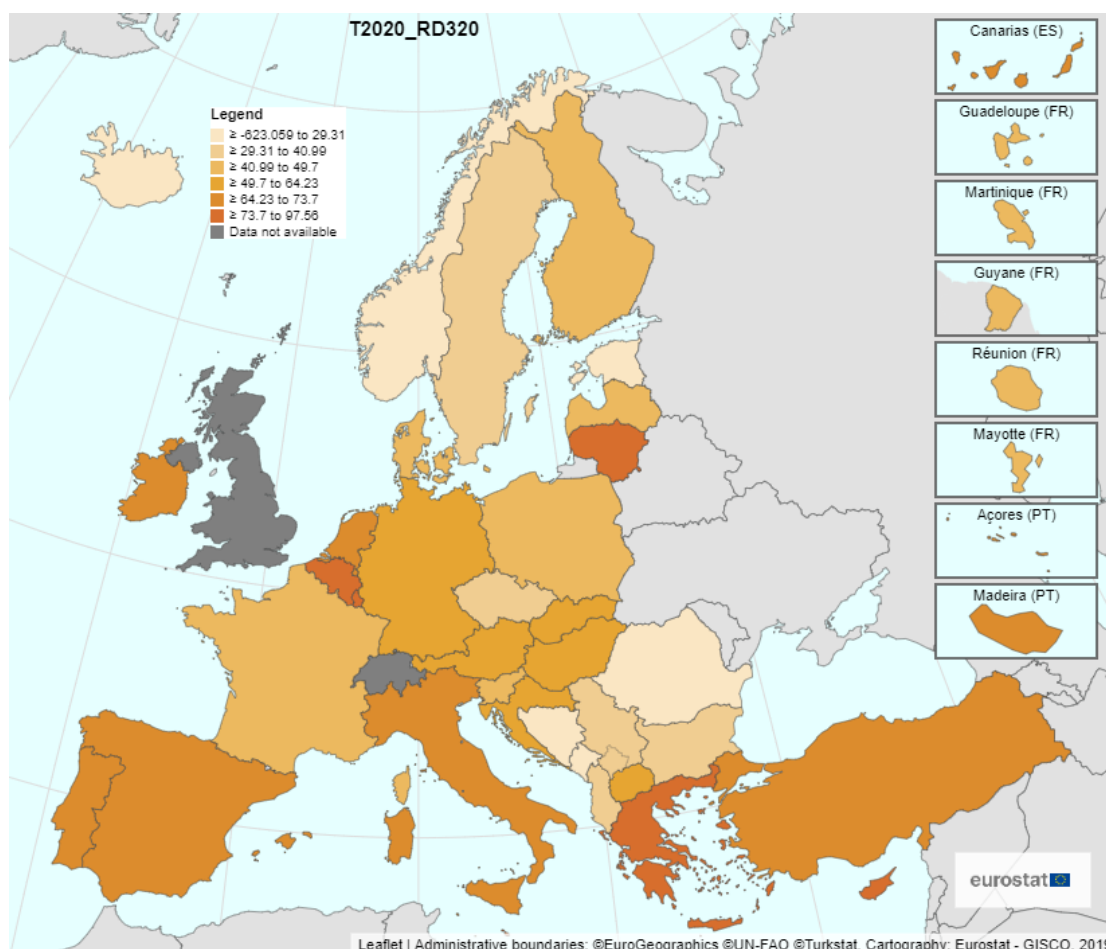 T2020_RD320
Legend
≥ -623.059 to 29.31
≥ 29.31 to 40.99
≥ 40.99 to 49.7
≥ 49.7 to 64.23
≥ 64.23 to 73.7
≥ 73.7 to 97.56
Data not available
Canarias (ES)
Guadeloupe (FR)
Martinique (FR)
Guyane (FR)
Réunion (FR)
Mayotte (FR)
Açores (PT)
Madeira (PT)
eurostat
Leaflet | Administrative boundaries: ©EuroGeographics ©UN-FAO ©Turkstat, Cartography: Eurostat - GISCO,